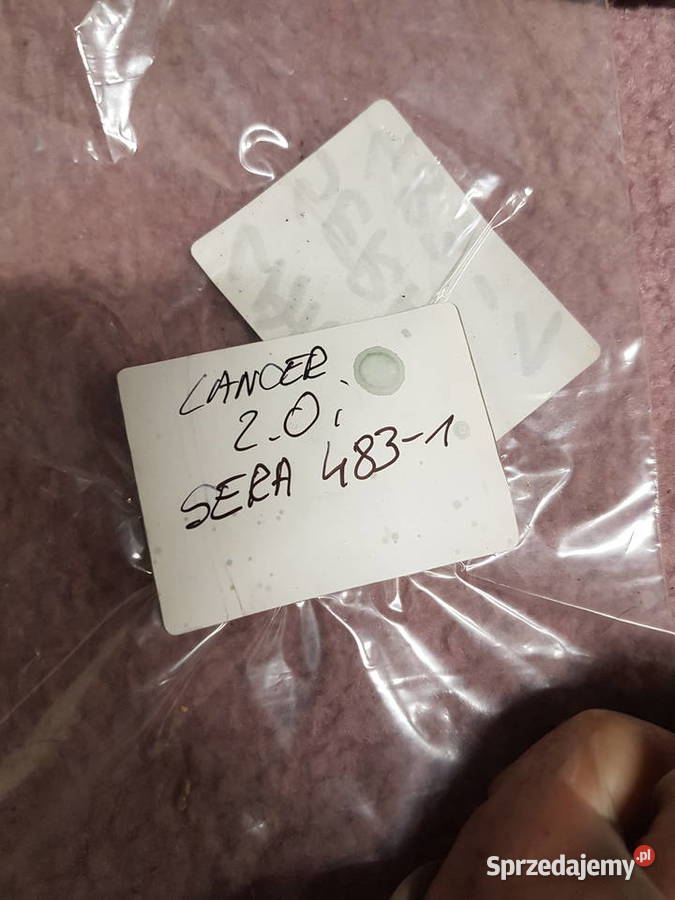 LANCER
2.0i
SERA 483-1
Sprzedajemy.pl